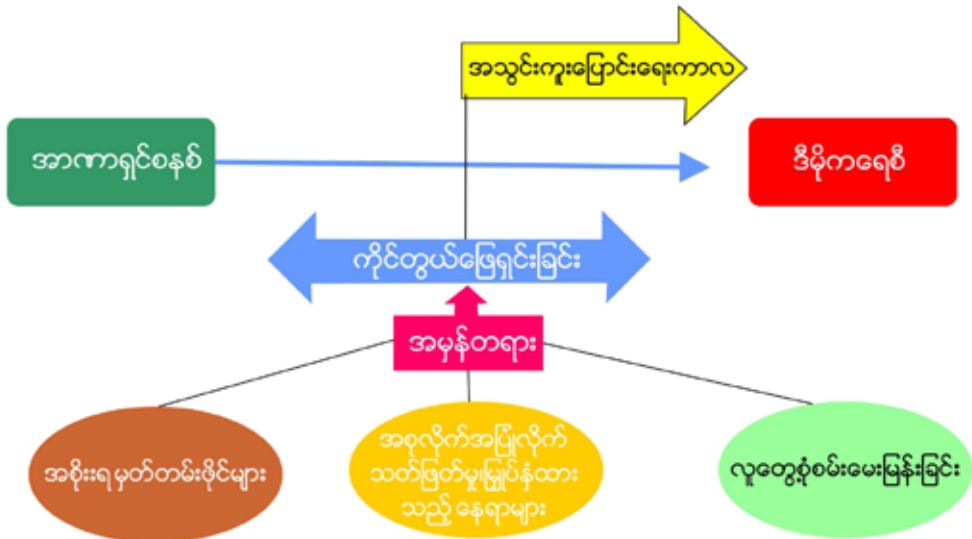 အသွင်းကူးပြောင်းရေးကာလ
အာဏာရှင်စနစ်
ဒီမိုကရေစီ
ကိုင်တွယ်ဖြေရှင်းခြင်း
အမှန်တရား
အစိုးရ မှတ်တမ်းဖိုင်များ
အစုလိုက်အပြုံလိုက်
သတ်ဖြတ်မှု၊မြှုပ်နှံထား
သည့် နေရာများ
လူတွေ့စုံစမ်းမေးမြန်းခြင်း